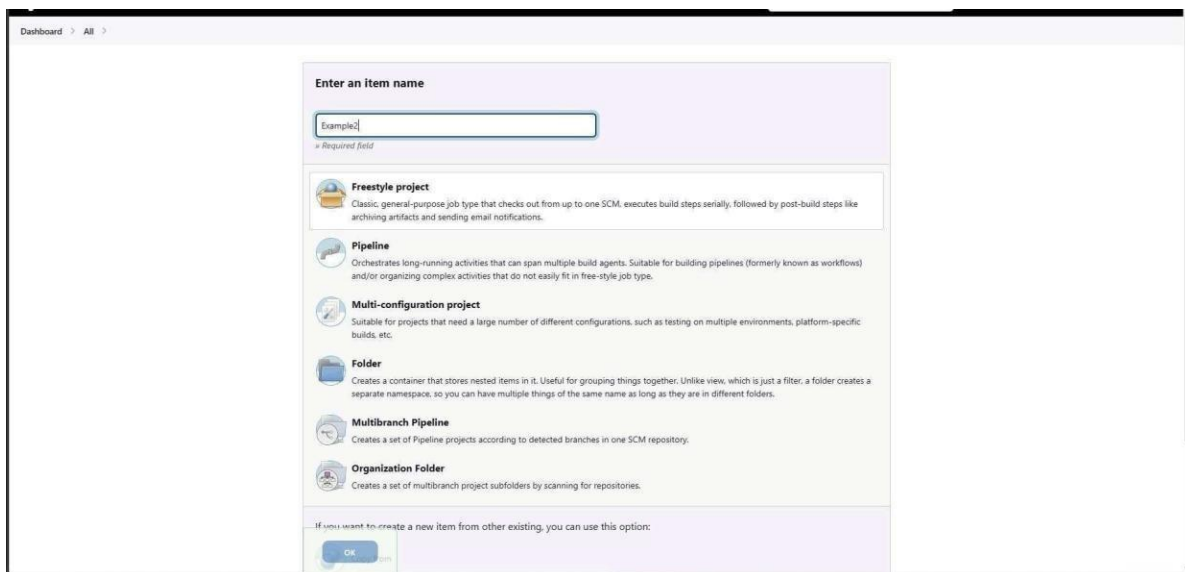 Dashboard > All >
Enter an item name
Example2
» Required field
Freestyle project
Classic, general-purpose job type that checks out from up to one SCM, executes build steps serially, followed by post-build steps like
archiving artifacts and sending email notifications.
Pipeline
Orchestrates long-running activities that can span multiple build agents. Suitable for building pipelines (formerly known as workflows)
and/or organizing complex activities that do not easily fit in free-style job type.
Multi-configuration project
Suitable for projects that need a large number of different configurations, such as testing on multiple environments, platform-specific
builds, etc.
Folder
Creates a container that stores nested items in it. Useful for grouping things together. Unlike view, which is just a filter, a folder creates a
separate namespace, so you can have multiple things of the same name as long as they are in different folders.
Multibranch Pipeline
Creates a set of Pipeline projects according to detected branches in one SCM repository.
Organization Folder
Creates a set of multibranch project subfolders by scanning for repositories.
If you want to create a new item from other existing, you can use this option:
OK
from